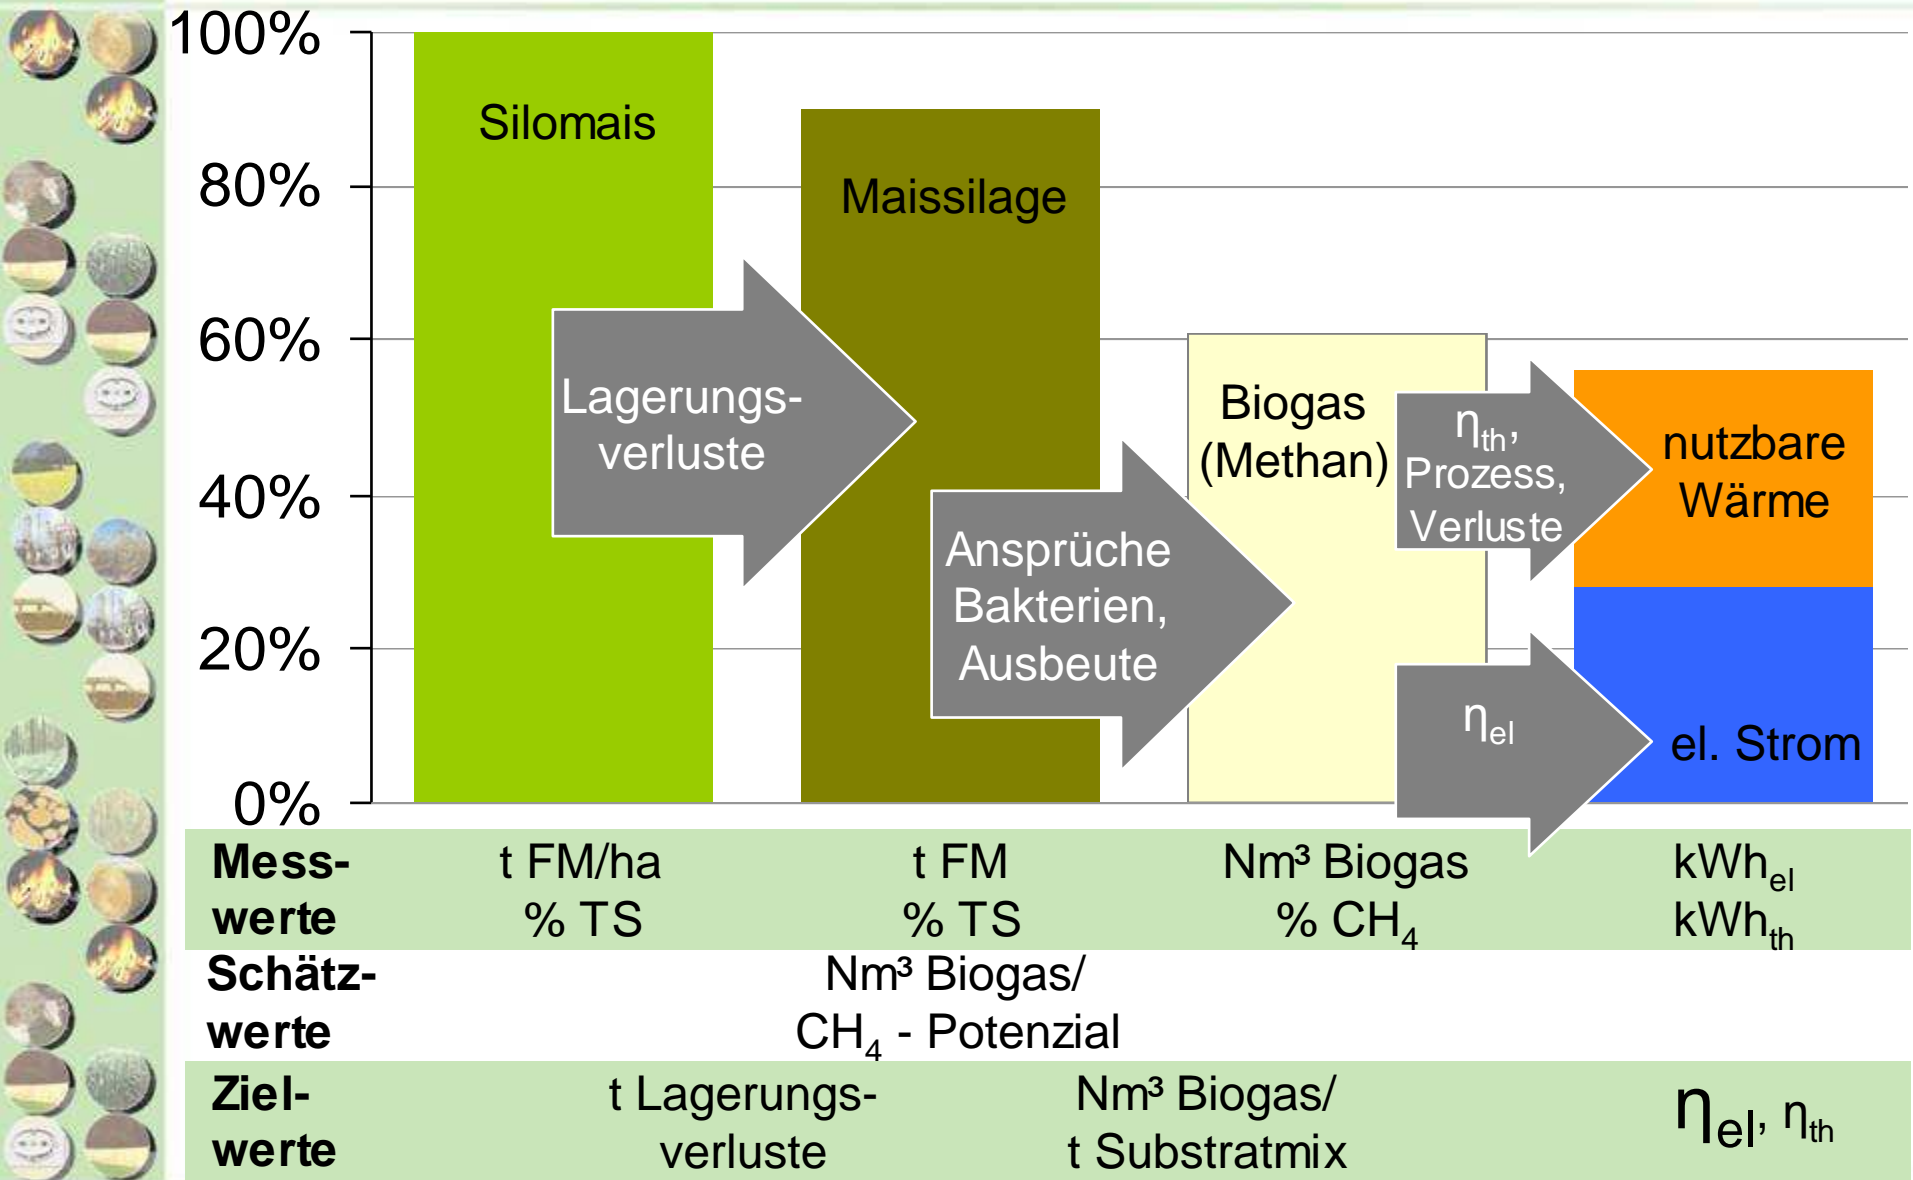 100%
80%
60%
40%
20%
0%
Silomais
Maissilage
Lagerungs-
verluste
Ansprüche
Bakterien,
Ausbeute
Biogas
(Methan)
ηth,
Prozess,
Verluste
ηel
nutzbare
Wärme
el. Strom
Mess- t FM/ha t FM Nm³ Biogas kWhel
werte % TS % TS % CH4 kWhth
Schätz- Nm³ Biogas/
werte CH4 - Potenzial
Ziel- t Lagerungs- Nm³ Biogas/ ηel, ηth
werte verluste t Substratmix